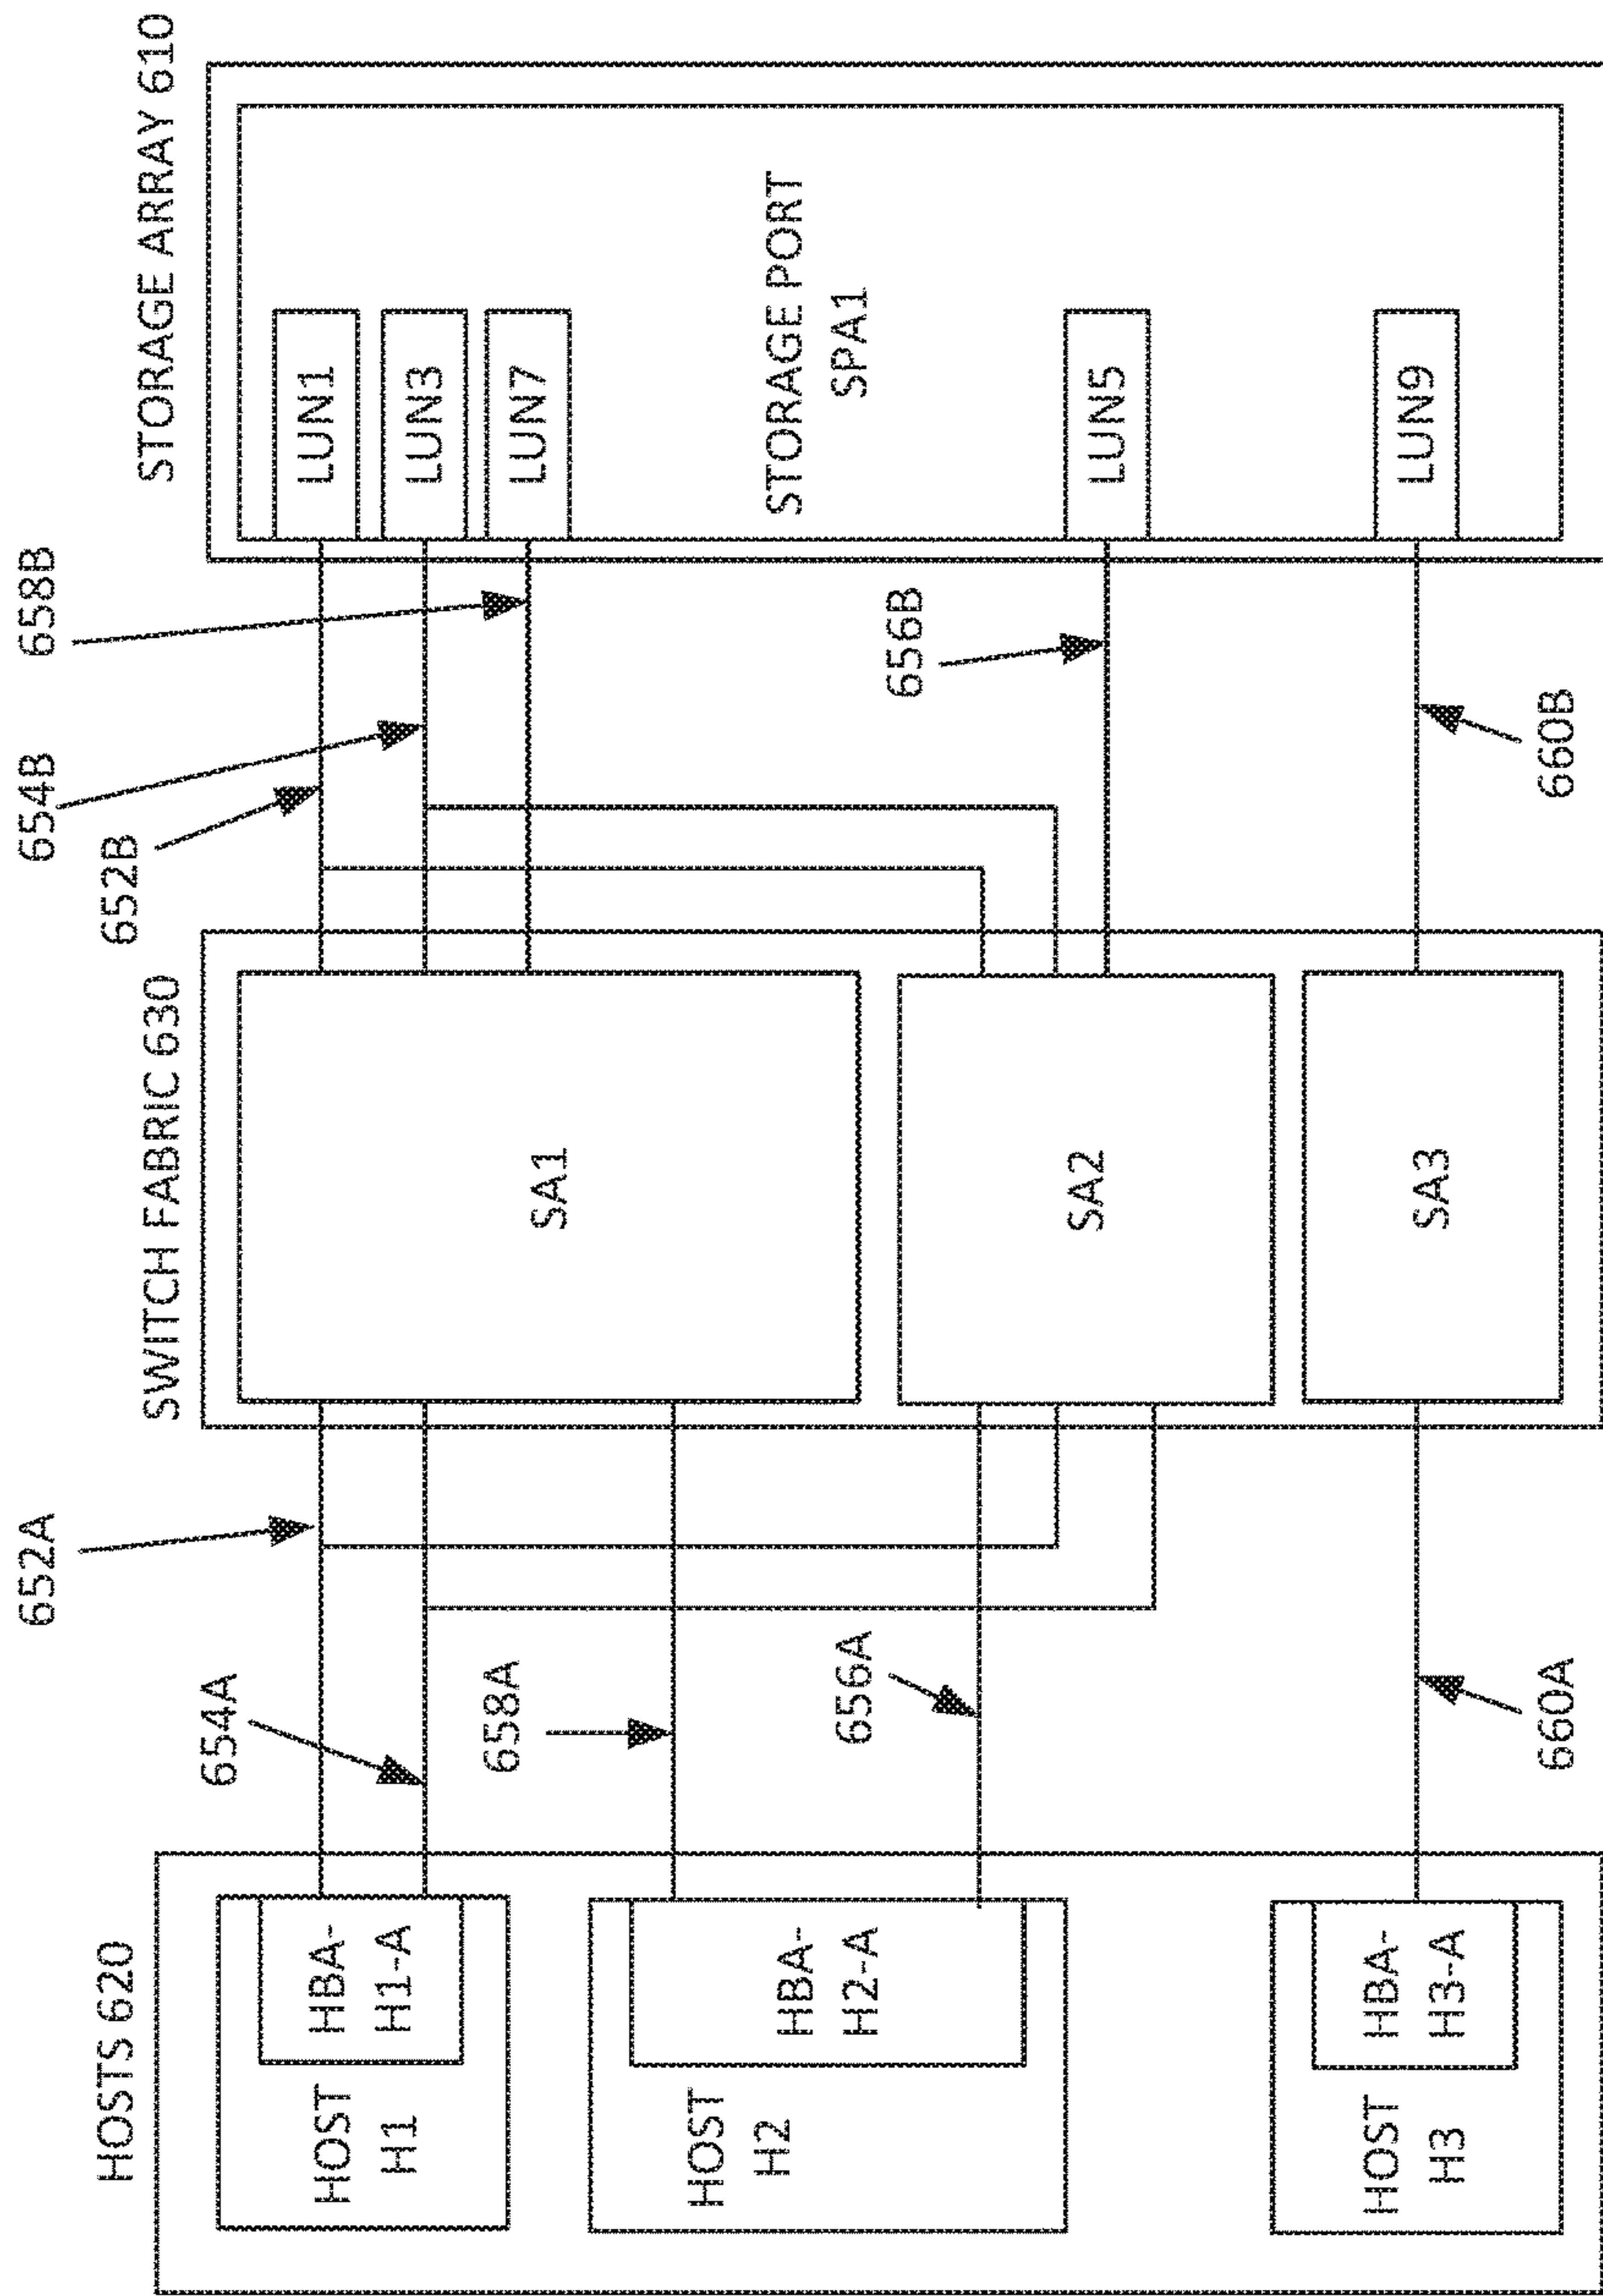 HOSTS 620
HOST
H1
HBA-
H1-A
HOST
H2
HBA-
H2-A
HOST
H3
HBA-
H3-A
652A
654A
658A
656A
660A
SWITCH FABRIC 630
SA1
SA2
SA3
658B
654B
652B
656B
660B
STORAGE ARRAY 610
LUN1
LUN3
LUN7
STORAGE PORT
SPA1
LUN5
LUN9